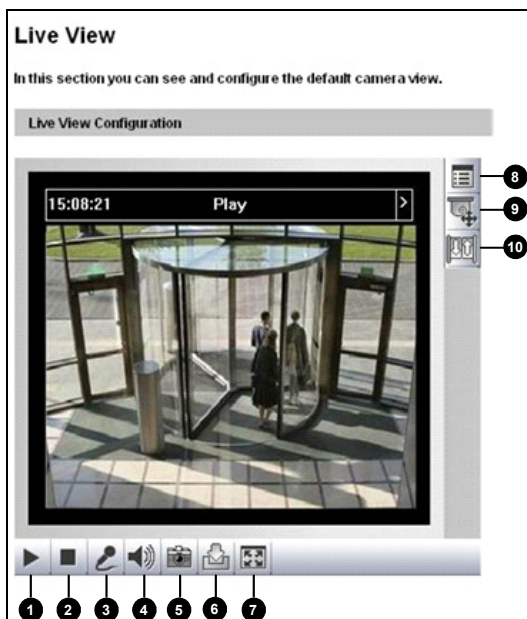 Live View
In this section you can see and configure the default camera view.
Live View Configuration
15:08:21 Play >
8
9
10
1 2 3 4 5 6 7